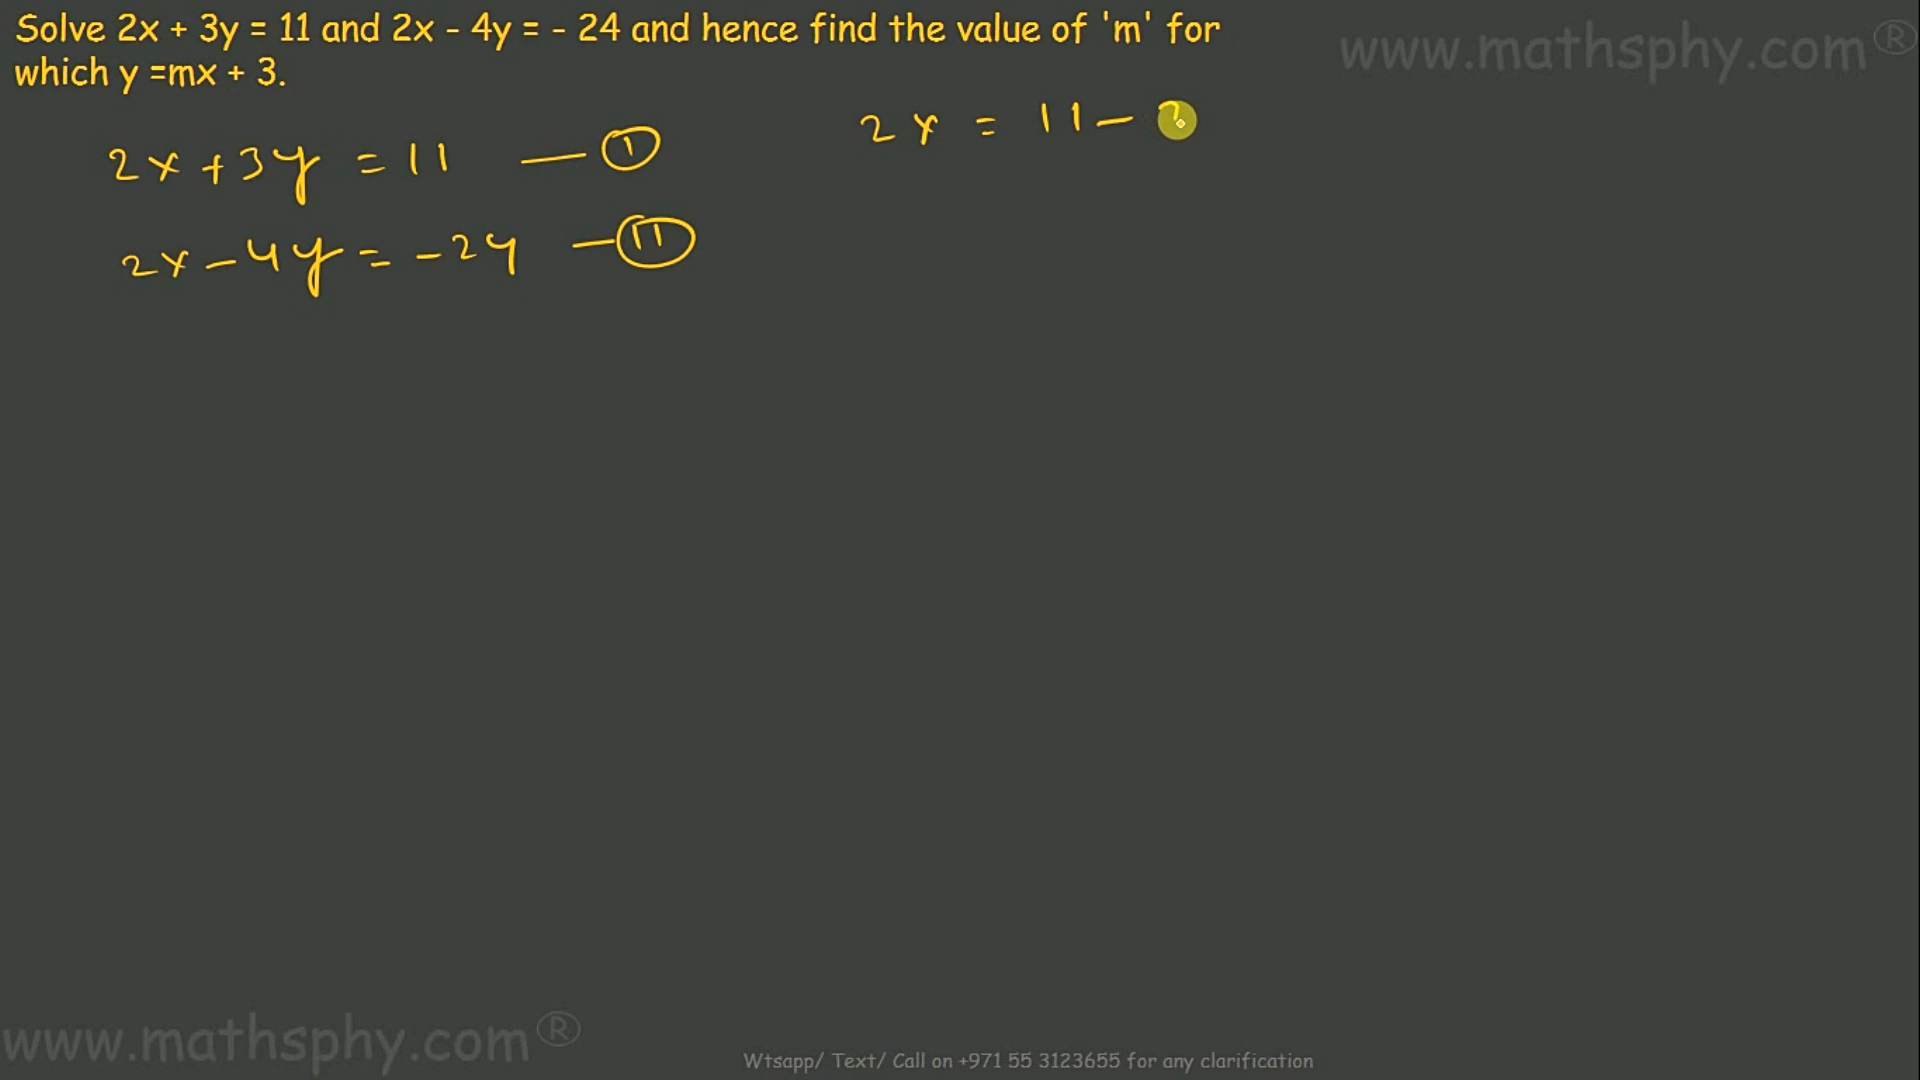 Solve 2x + 3y = 11 and 2x - 4y = - 24 and hence find the value of 'm' for
which y =mx + 3.
www.mathsphy.com®
2x + 3y = 11 — ①
2x = 11 —
2x - 4y = - 24 — II
www.mathsphy.com®
Wtsapp/ Text/ Call on +971 55 3123655 for any clarification